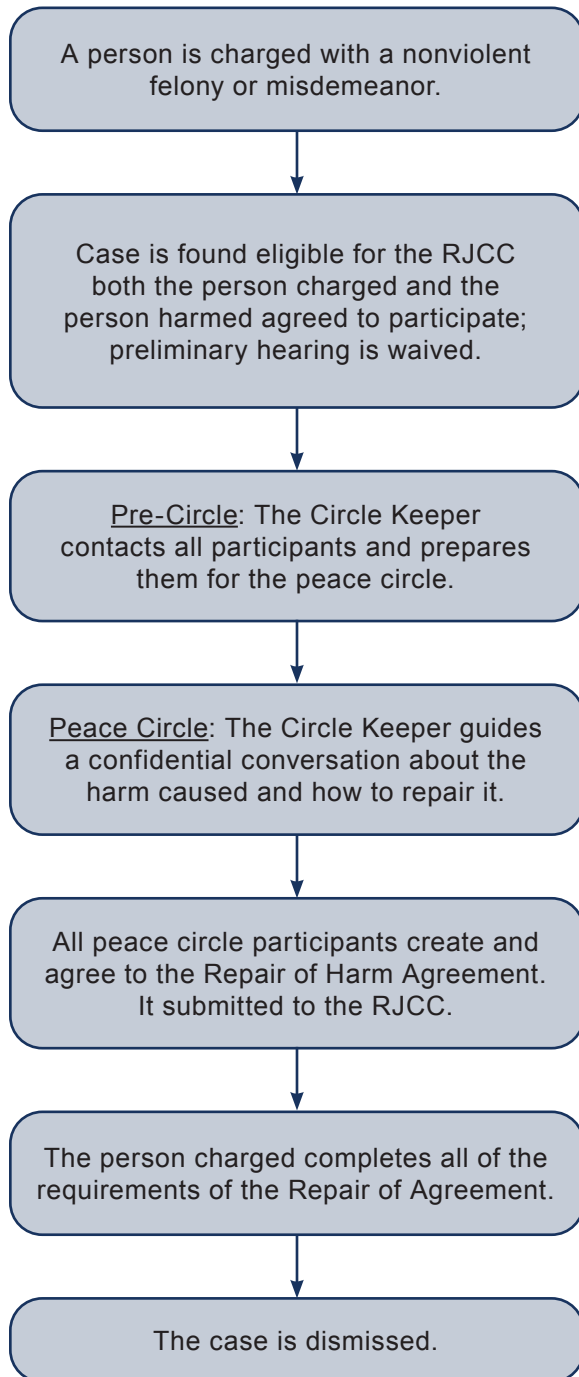 A person is charged with a nonviolent
felony or misdemeanor.
Case is found eligible for the RJCC
both the person charged and the
person harmed agreed to participate;
preliminary hearing is waived.
Pre-Circle: The Circle Keeper
contacts all participants and prepares
them for the peace circle.
Peace Circle: The Circle Keeper guides
a confidential conversation about the
harm caused and how to repair it.
All peace circle participants create and
agree to the Repair of Harm Agreement.
It submitted to the RJCC.
The person charged completes all of the
requirements of the Repair of Agreement.
The case is dismissed.